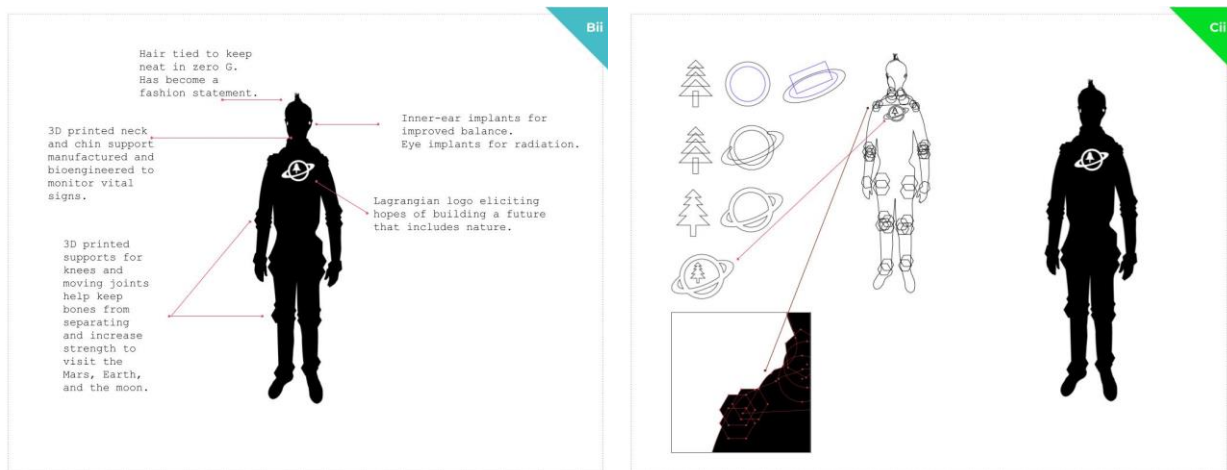 Bii
Hair tied to keep
neat in zero G.
Has become a
fashion statement.
3D printed neck
and chin support
manufactured and
bioengineered to
monitor vital
signs.
Inner-ear implants for
improved balance.
Eye implants for radiation.
Lagrangian logo eliciting
hopes of building a future
that includes nature.
3D printed
supports for
knees and
moving joints
help keep
bones from
separating
and increase
strength to
visit the
Mars, Earth,
and the moon.
Cii